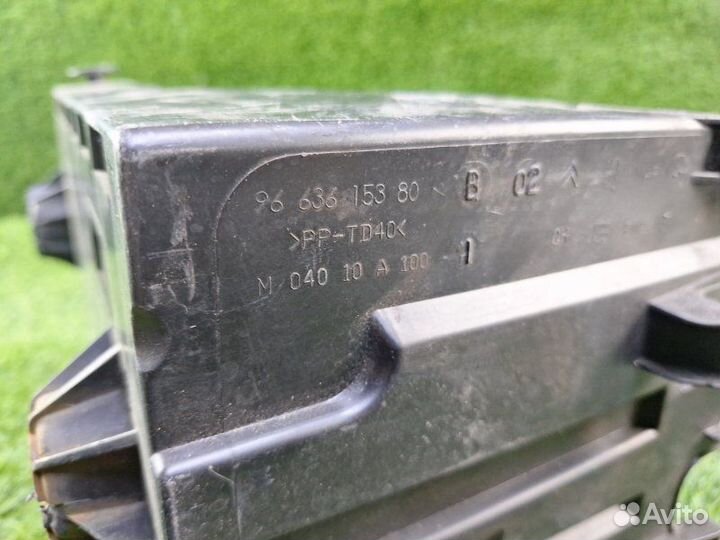 96 636 153 80 < B 02 >
>PP-TD40<
M 040 10 A 100 1
Avito